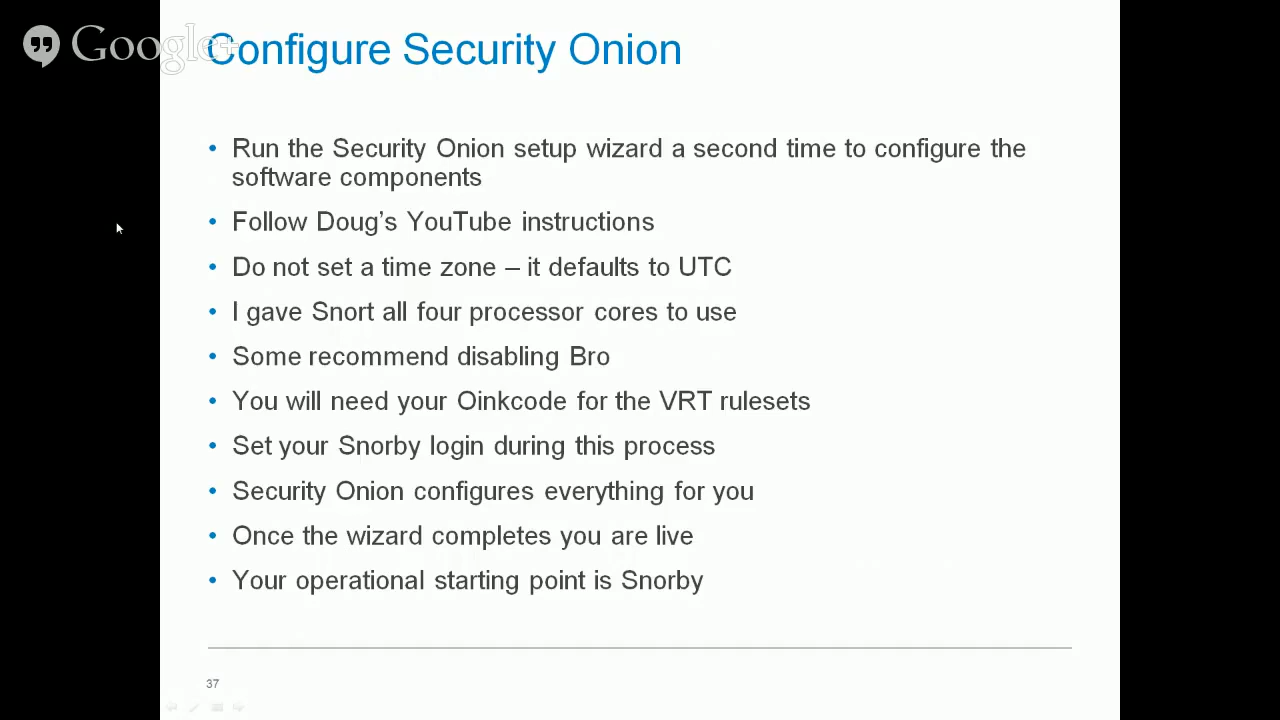 Google+
Configure Security Onion
• Run the Security Onion setup wizard a second time to configure the
software components
• Follow Doug's YouTube instructions
• Do not set a time zone – it defaults to UTC
• I gave Snort all four processor cores to use
• Some recommend disabling Bro
• You will need your Oinkcode for the VRT rulesets
• Set your Snorby login during this process
• Security Onion configures everything for you
• Once the wizard completes you are live
• Your operational starting point is Snorby
37